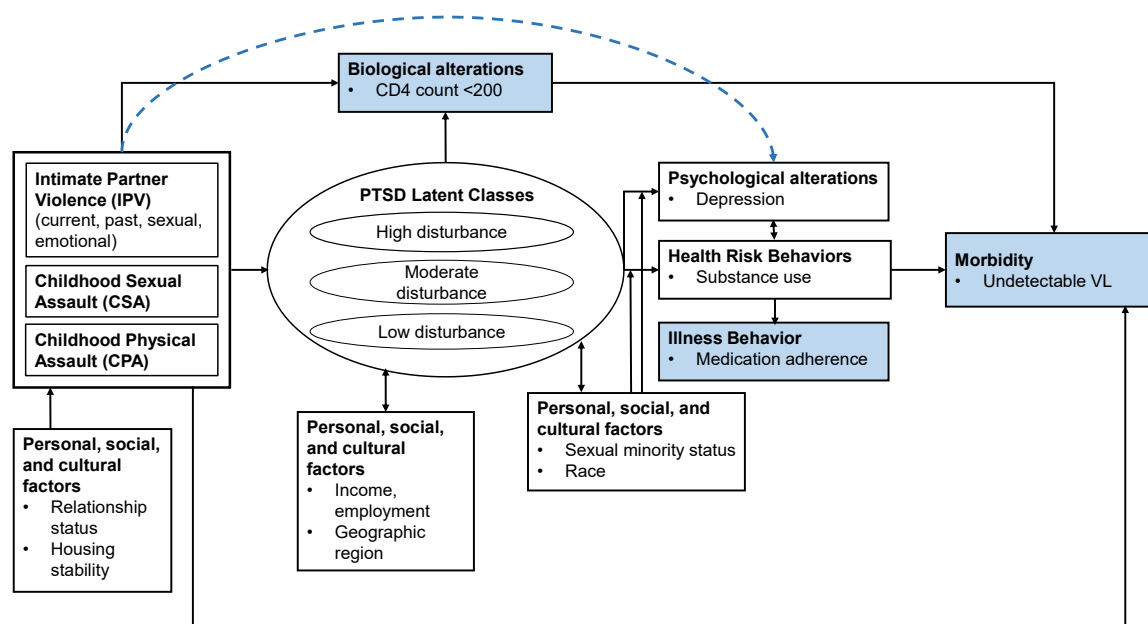 Biological alterations
• CD4 count <200
Intimate Partner
Violence (IPV)
(current, past, sexual,
emotional)
Childhood Sexual
Assault (CSA)
Childhood Physical
Assault (CPA)
PTSD Latent Classes
High disturbance
Moderate
disturbance
Low disturbance
Psychological alterations
• Depression
Health Risk Behaviors
• Substance use
Illness Behavior
• Medication adherence
Morbidity
• Undetectable VL
Personal, social,
and cultural
factors
• Relationship
status
• Housing
stability
Personal, social,
and cultural
factors
• Income,
employment
• Geographic
region
Personal, social, and
cultural factors
• Sexual minority status
• Race